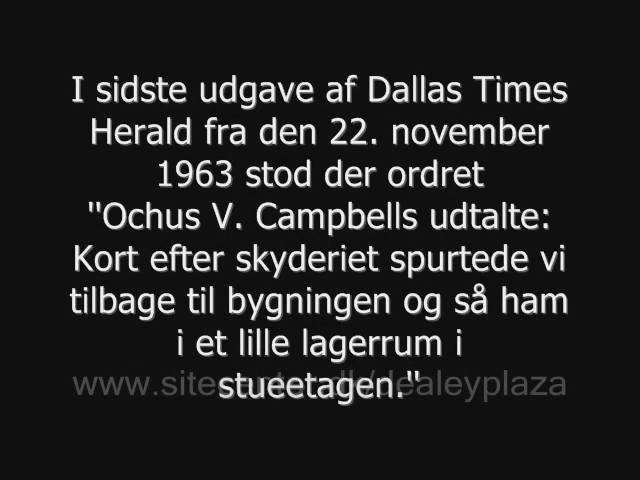 I sidste udgave af Dallas Times
Herald fra den 22. november
1963 stod der ordret
"Ochus V. Campbells udtalte:
Kort efter skyderiet spurtede vi
tilbage til bygningen og så ham
i et lille lagerrum i
stueetagen."